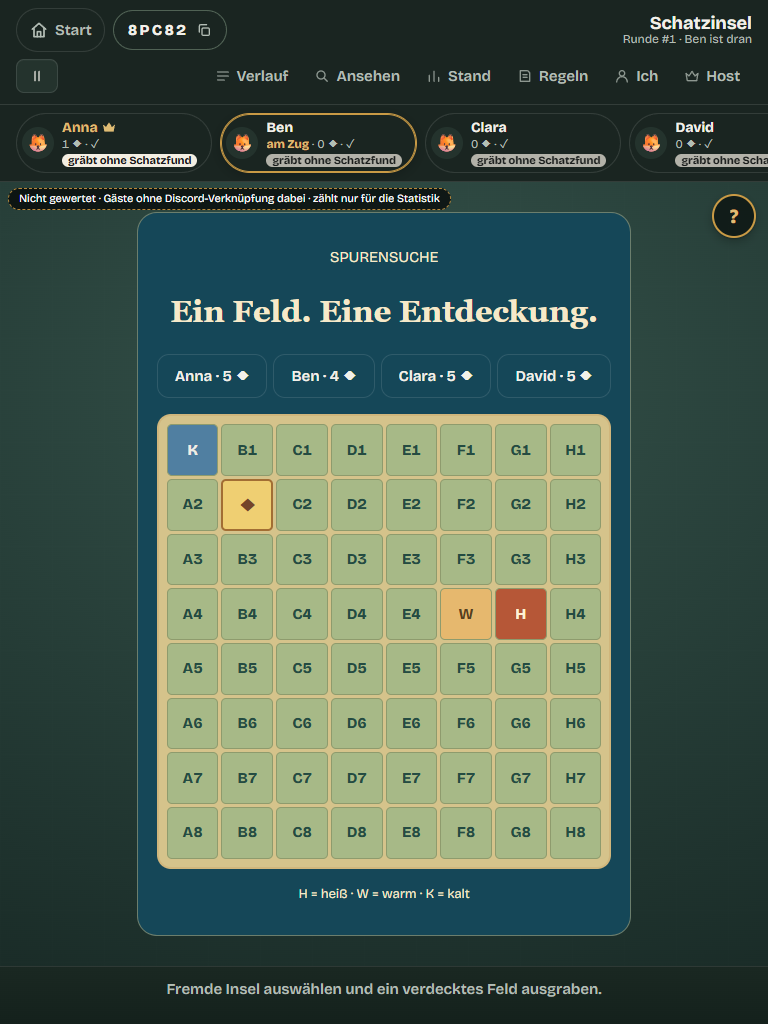 Start
8PC82
Schatzinsel
Runde #1 · Ben ist dran
Verlauf
Ansehen
Stand
Regeln
Ich
Host
Anna
1 ◆ · ✓
gräbt ohne Schatzfund
Ben
am Zug · 0 ◆ · ✓
gräbt ohne Schatzfund
Clara
0 ◆ · ✓
gräbt ohne Schatzfund
David
0 ◆ · ✓
gräbt ohne Scha
Nicht gewertet · Gäste ohne Discord-Verknüpfung dabei · zählt nur für die Statistik
?
SPURENSUCHE
Ein Feld. Eine Entdeckung.
Anna · 5 ◆
Ben · 4 ◆
Clara · 5 ◆
David · 5 ◆
K B1 C1 D1 E1 F1 G1 H1
A2 ◆ C2 D2 E2 F2 G2 H2
A3 B3 C3 D3 E3 F3 G3 H3
A4 B4 C4 D4 E4 W H H4
A5 B5 C5 D5 E5 F5 G5 H5
A6 B6 C6 D6 E6 F6 G6 H6
A7 B7 C7 D7 E7 F7 G7 H7
A8 B8 C8 D8 E8 F8 G8 H8
H = heiß · W = warm · K = kalt
Fremde Insel auswählen und ein verdecktes Feld ausgraben.